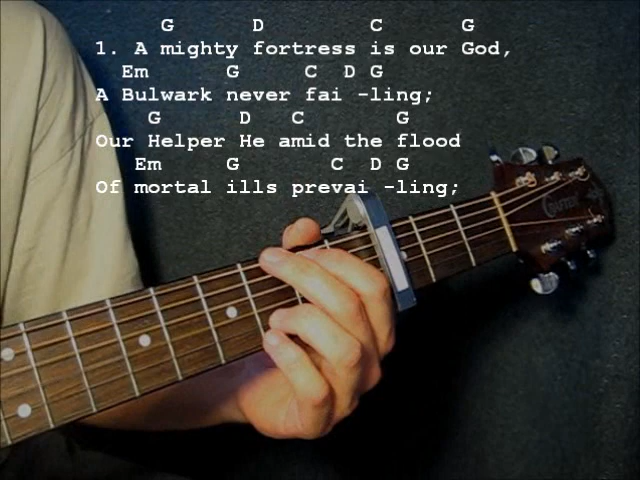 G D C G
1. A mighty fortress is our God,
Em G C D G
A Bulwark never fai -ling;
G D C G
Our Helper He amid the flood
Em G C D G
Of mortal ills prevai -ling;